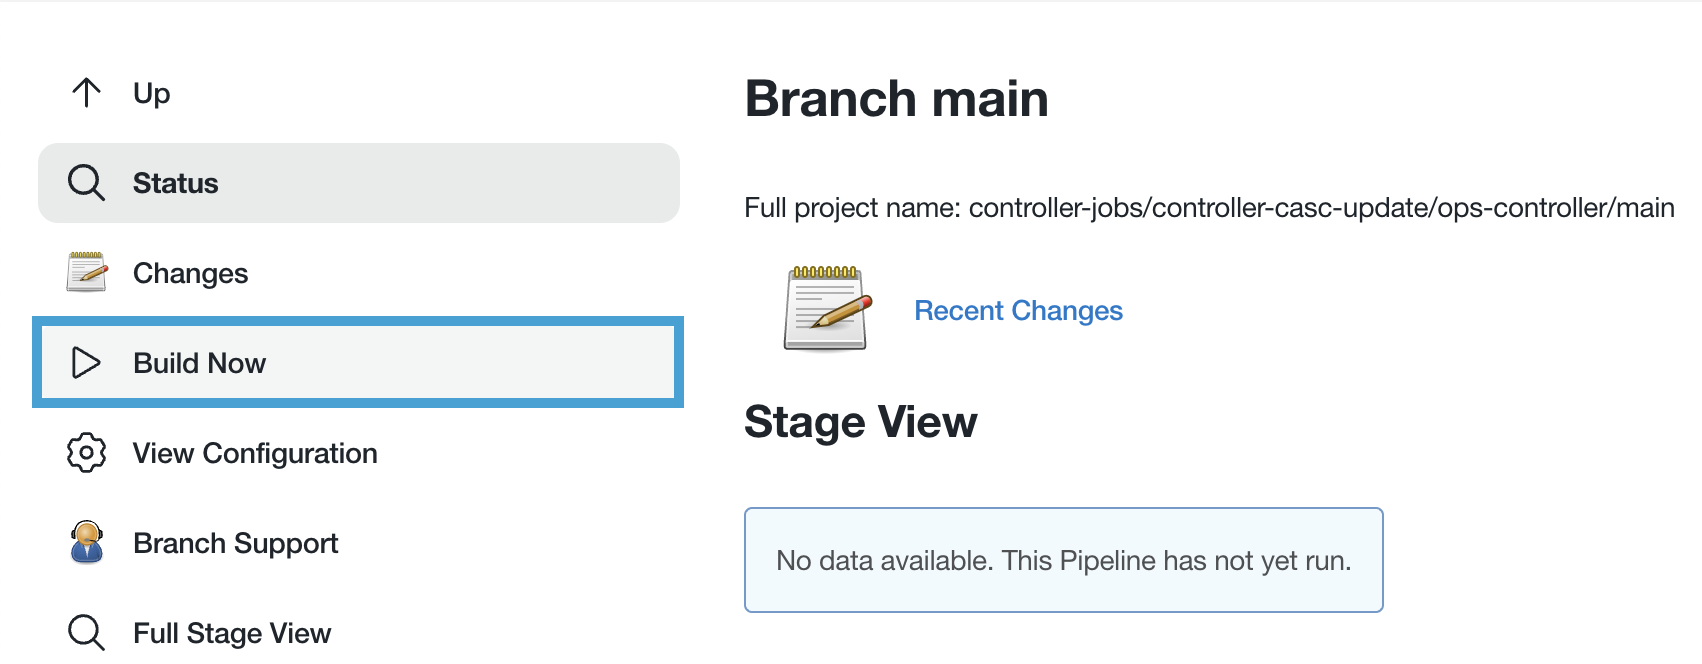 Up
Status
Changes
Build Now
View Configuration
Branch Support
Full Stage View
Branch main
Full project name: controller-jobs/controller-casc-update/ops-controller/main
Recent Changes
Stage View
No data available. This Pipeline has not yet run.